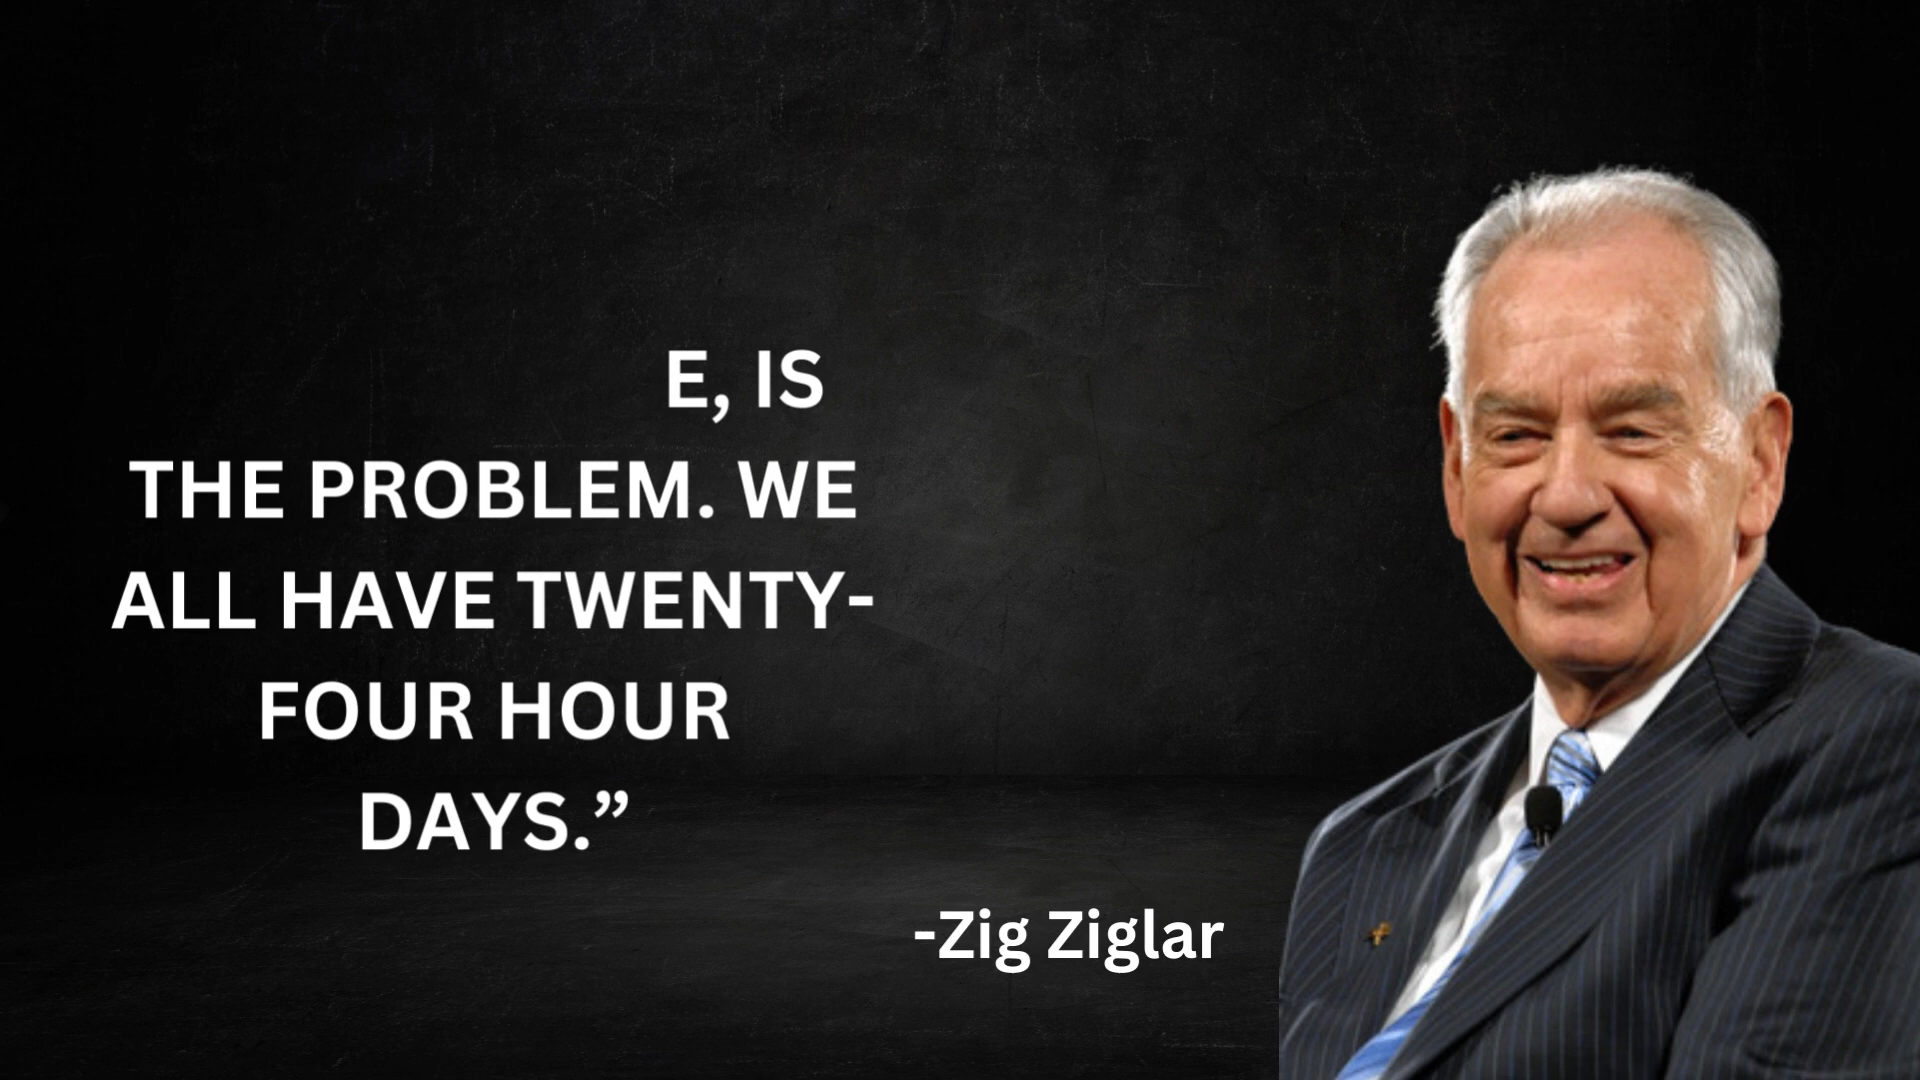 E, IS
THE PROBLEM. WE
ALL HAVE TWENTY-
FOUR HOUR
DAYS.”
-Zig Ziglar